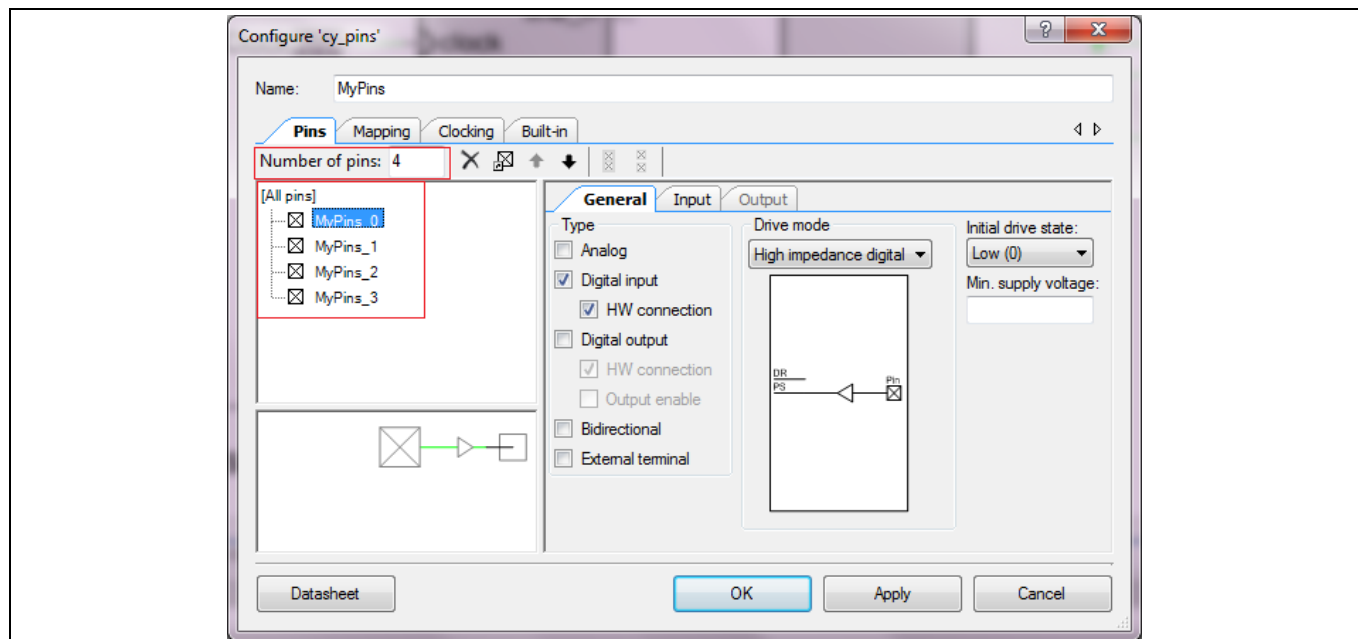 Configure 'cy_pins'
clock
Name: MyPins
Pins Mapping Clocking Built-in
Number of pins: 4
[All pins]
MyPins_0
MyPins_1
MyPins_2
MyPins_3
General Input Output
Type
Analog
Digital input
HW connection
Digital output
HW connection
Output enable
Bidirectional
External terminal
Drive mode
High impedance digital
DR
PS
Pin
Initial drive state:
Low (0)
Min. supply voltage:
Datasheet
OK
Apply
Cancel